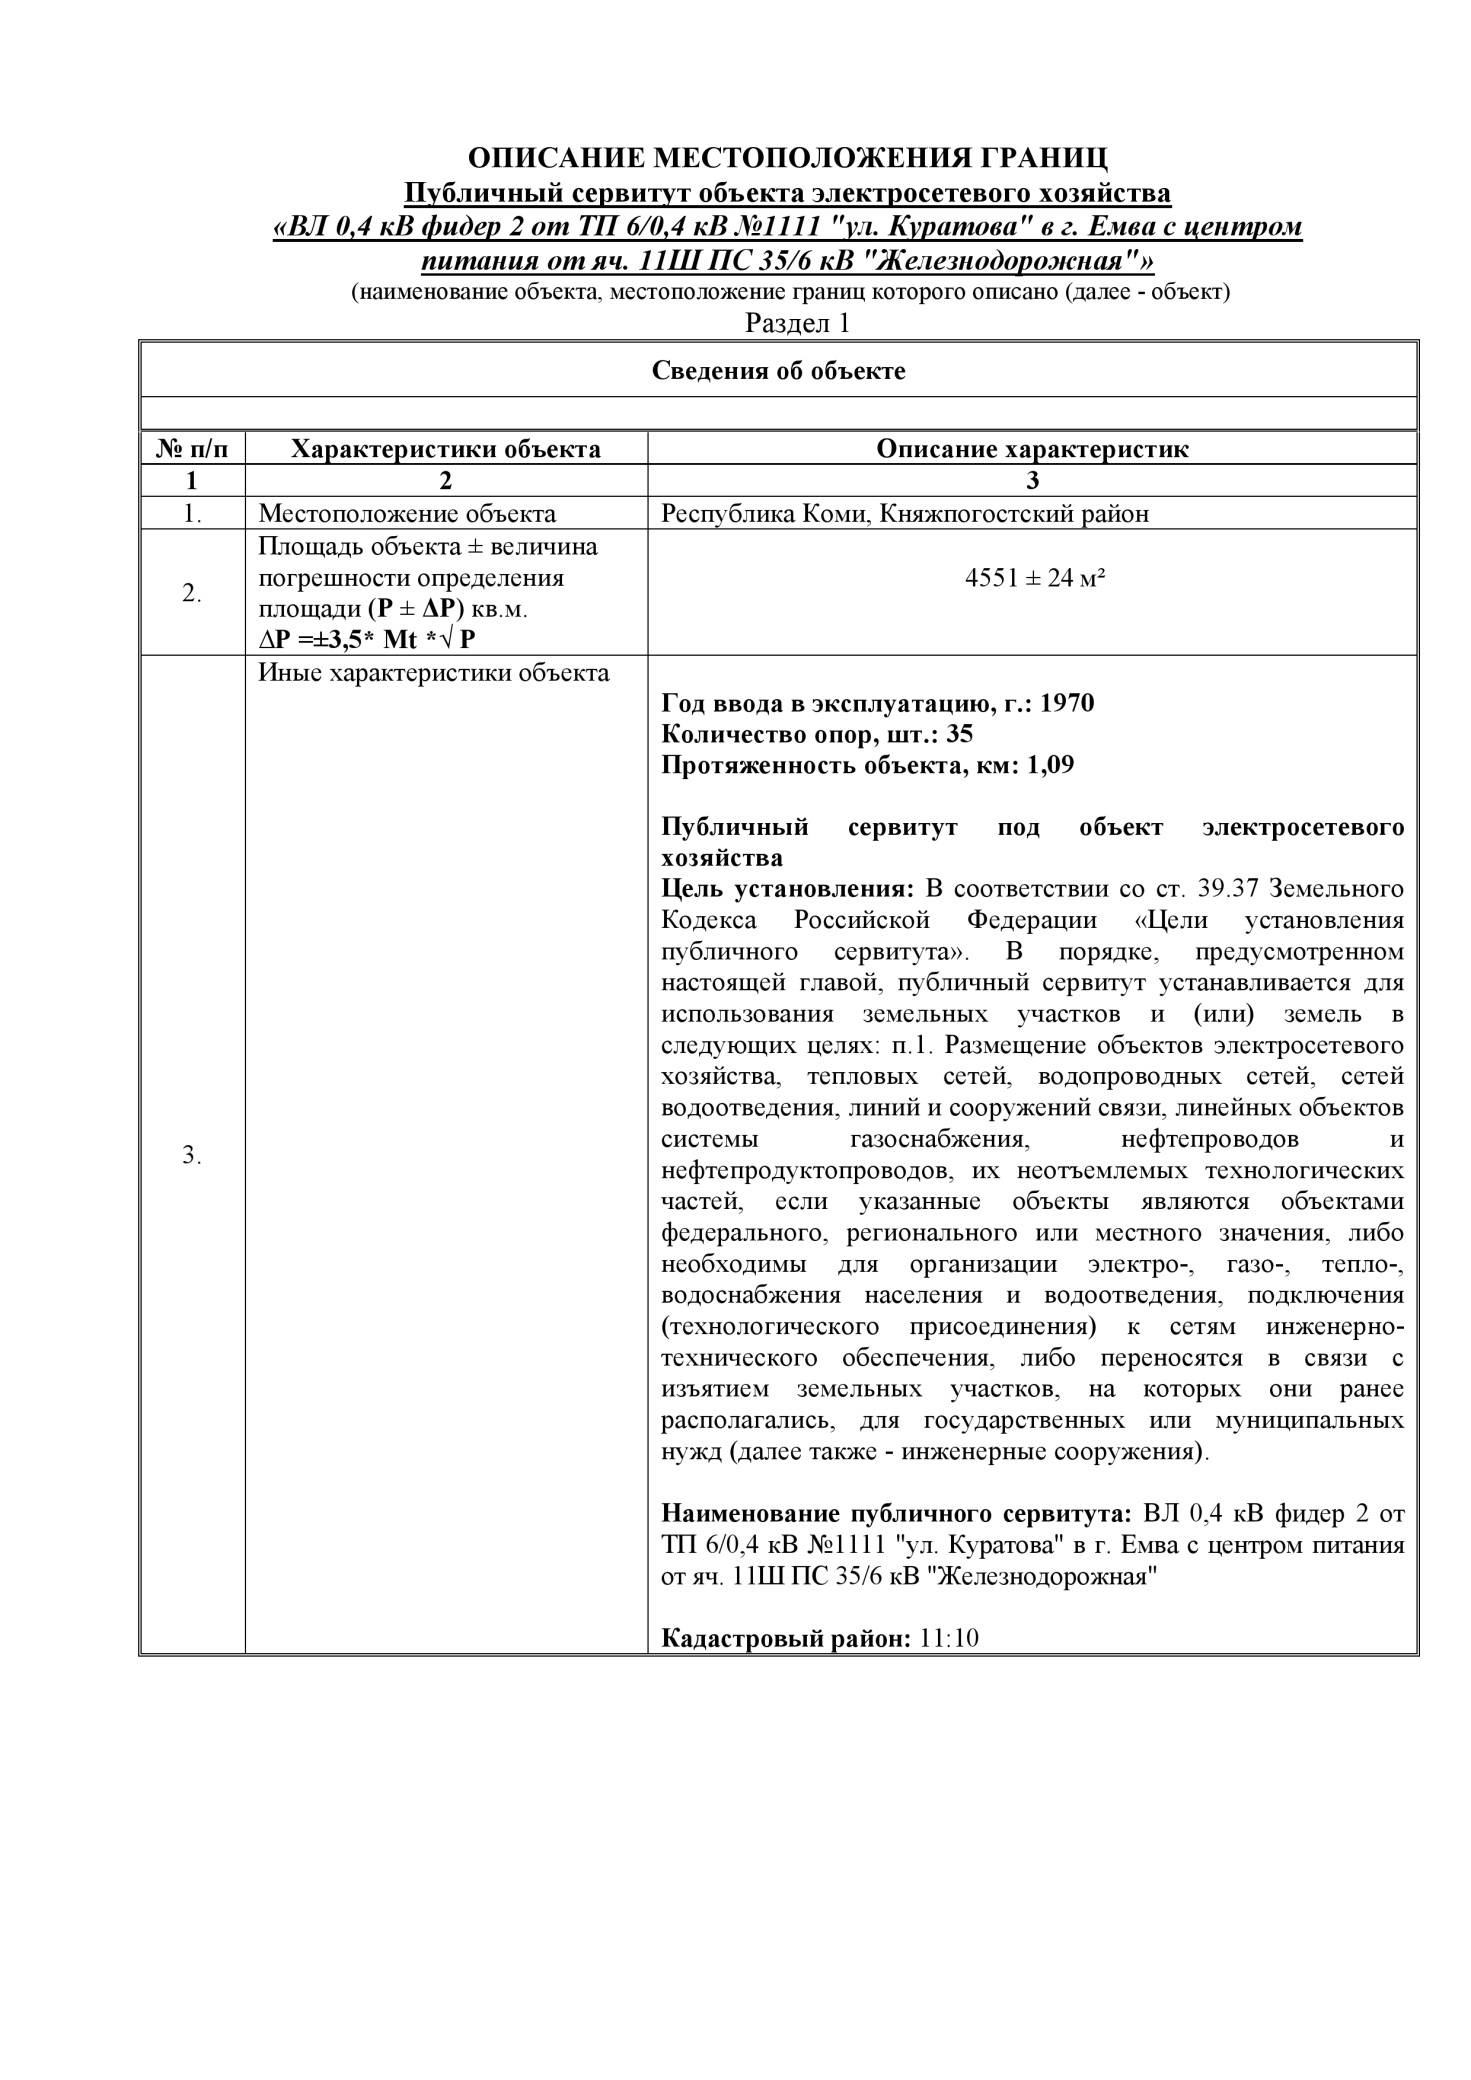 ОПИСАНИЕ МЕСТОПОЛОЖЕНИЯ ГРАНИЦ
Публичный сервитут объекта электросетевого хозяйства
«ВЛ 0,4 кВ фидер 2 от ТП 6/0,4 кВ №1111 "ул. Куратова" в г. Емва с центром
питания от яч. 11Ш ПС 35/6 кВ "Железнодорожная"»
(наименование объекта, местоположение границ которого описано (далее - объект)
Раздел 1
Сведения об объекте
№ п/п Характеристики объекта Описание характеристик
1 2 3
1. Местоположение объекта Республика Коми, Княжпогостский район
2. Площадь объекта ± величина
погрешности определения
площади (P ± ΔP) кв.м.
∆P =±3,5* Mt *√ P
4551 ± 24 м²
3. Иные характеристики объекта
Год ввода в эксплуатацию, г.: 1970
Количество опор, шт.: 35
Протяженность объекта, км: 1,09
Публичный сервитут под объект электросетевого
хозяйства
Цель установления: В соответствии со ст. 39.37 Земельного
Кодекса Российской Федерации «Цели установления
публичного сервитута». В порядке, предусмотренном
настоящей главой, публичный сервитут устанавливается для
использования земельных участков и (или) земель в
следующих целях: п.1. Размещение объектов электросетевого
хозяйства, тепловых сетей, водопроводных сетей, сетей
водоотведения, линий и сооружений связи, линейных объектов
системы газоснабжения, нефтепроводов и
нефтепродуктопроводов, их неотъемлемых технологических
частей, если указанные объекты являются объектами
федерального, регионального или местного значения, либо
необходимы для организации электро-, газо-, тепло-,
водоснабжения населения и водоотведения, подключения
(технологического присоединения) к сетям инженерно-
технического обеспечения, либо переносятся в связи с
изъятием земельных участков, на которых они ранее
располагались, для государственных или муниципальных
нужд (далее также - инженерные сооружения).
Наименование публичного сервитута: ВЛ 0,4 кВ фидер 2 от
ТП 6/0,4 кВ №1111 "ул. Куратова" в г. Емва с центром питания
от яч. 11Ш ПС 35/6 кВ "Железнодорожная"
Кадастровый район: 11:10